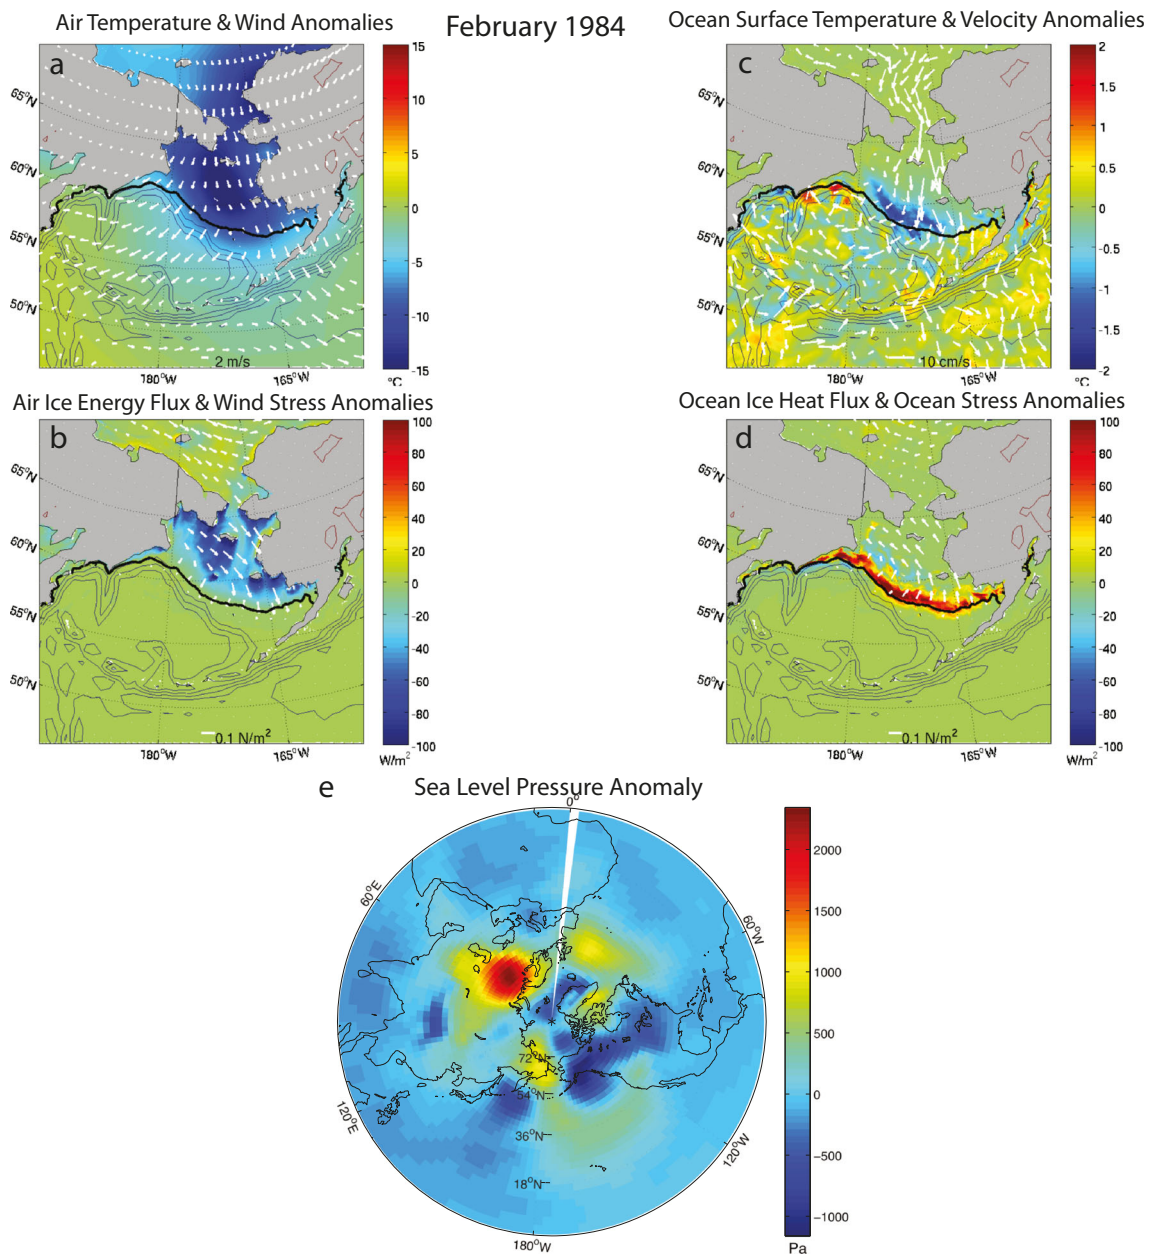 February 1984
Air Temperature & Wind Anomalies
a
65°N
60°N
55°N
50°N
180°W
165°W
2 m/s
15
10
5
0
-5
-10
-15
°C
Ocean Surface Temperature & Velocity Anomalies
c
65°N
60°N
55°N
50°N
180°W
165°W
10 cm/s
2
1.5
1
0.5
0
-0.5
-1
-1.5
-2
°C
Air Ice Energy Flux & Wind Stress Anomalies
b
65°N
60°N
55°N
50°N
180°W
165°W
0.1 N/m²
100
80
60
40
20
0
-20
-40
-60
-80
-100
W/m²
Ocean Ice Heat Flux & Ocean Stress Anomalies
d
65°N
60°N
55°N
50°N
180°W
165°W
0.1 N/m²
100
80
60
40
20
0
-20
-40
-60
-80
-100
W/m²
e
Sea Level Pressure Anomaly
0°
60°E
60°W
72°N
54°N
36°N
18°N
120°E
120°W
180°W
2000
1500
1000
500
0
−500
−1000
Pa